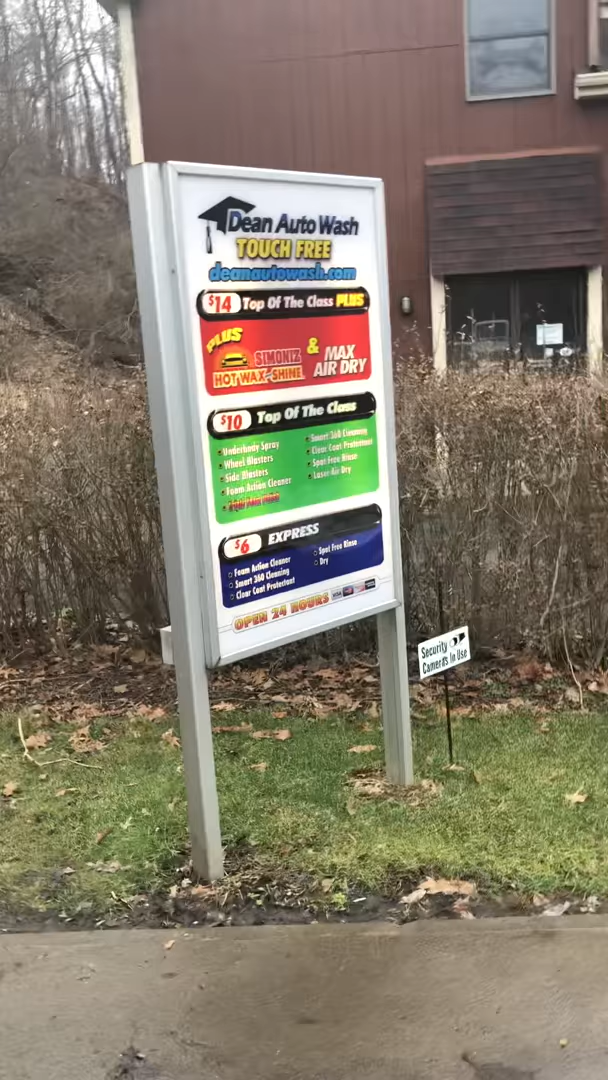 Dean Auto Wash
TOUCH FREE
deanautowash.com
$14 Top Of The Class PLUS
PLUS
SIMONIZ
HOT WAX-SHINE
&
MAX
AIR DRY
$10 Top Of The Class
Underbody Spray
Wheel Blasters
Side Blasters
Foam Action Cleaner
Smart 360 Cleaning
Clear Coat Protectant
Spot Free Rinse
Laser Air Dry
$6 EXPRESS
Foam Action Cleaner
Smart 360 Cleaning
Clear Coat Protectant
Spot Free Rinse
Dry
OPEN 24 HOURS
VISA
Security
Cameras In Use